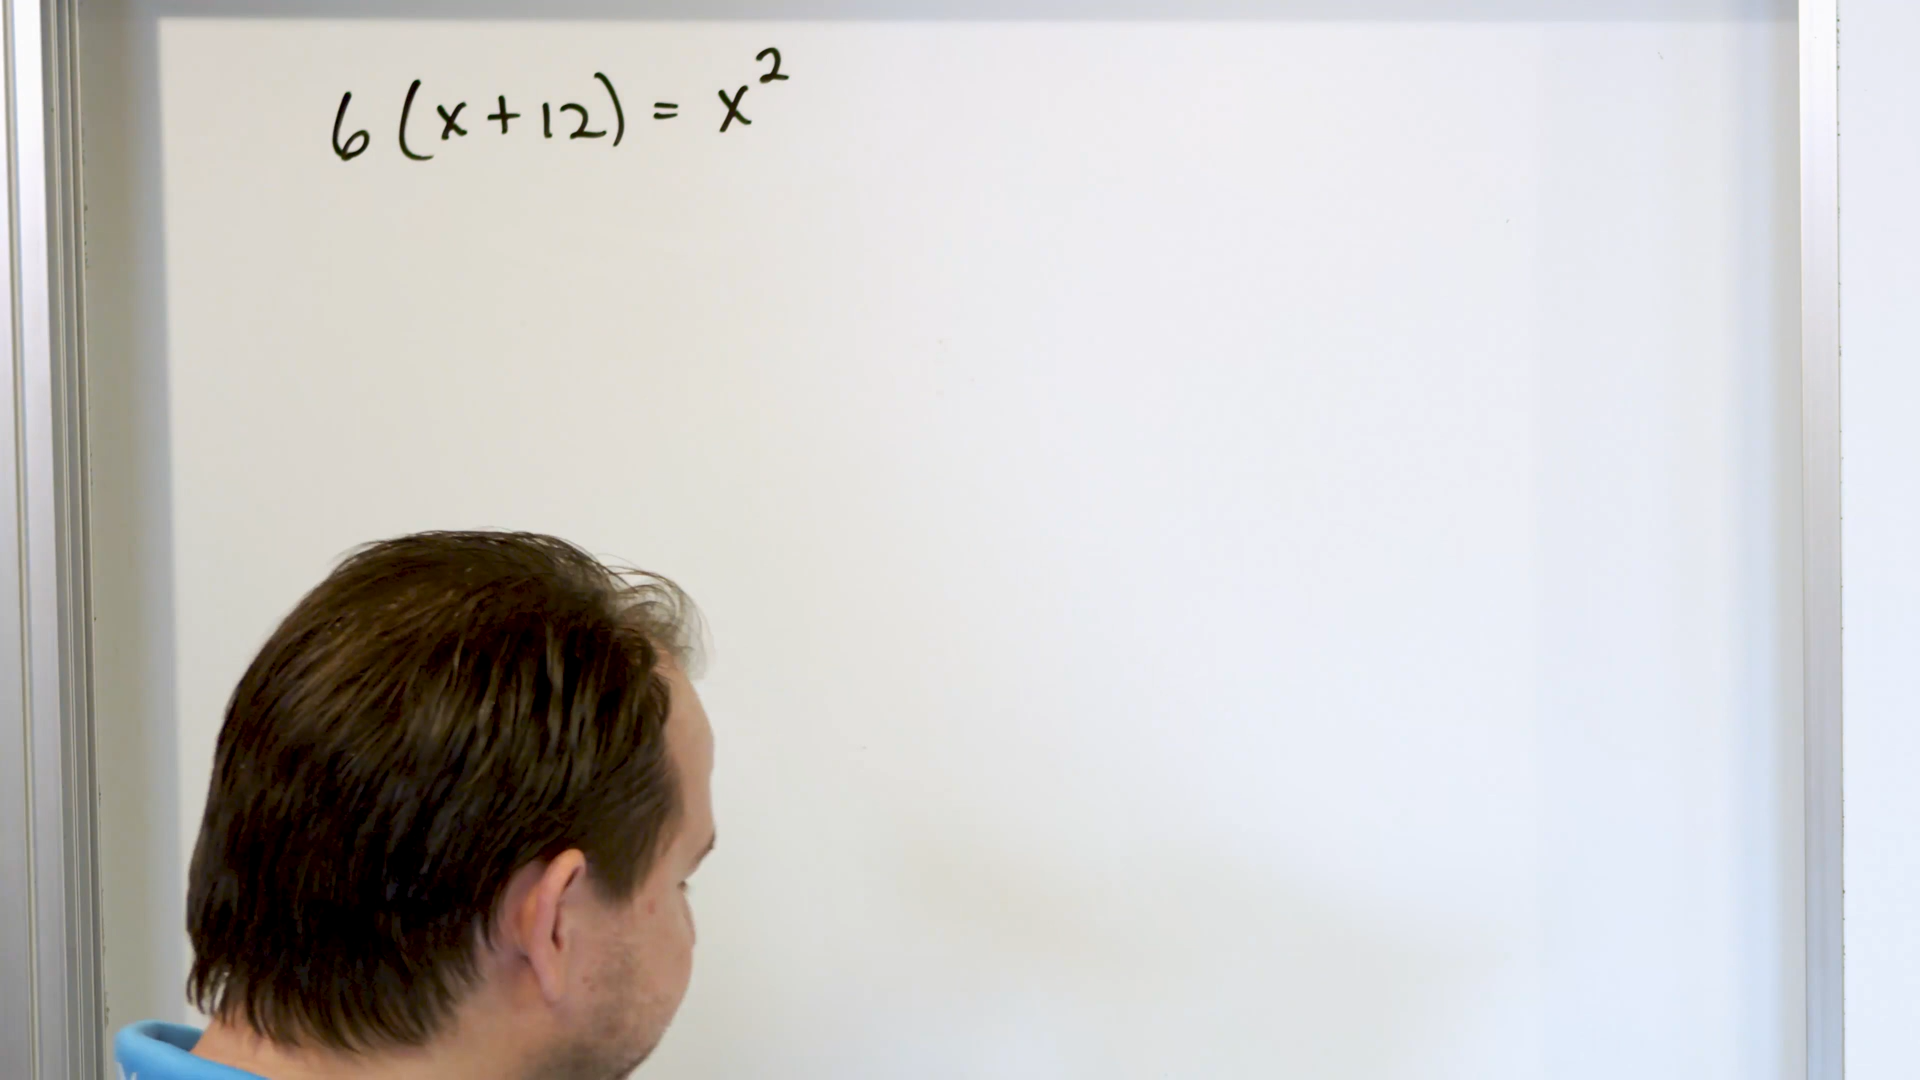 6(x+12) = x²